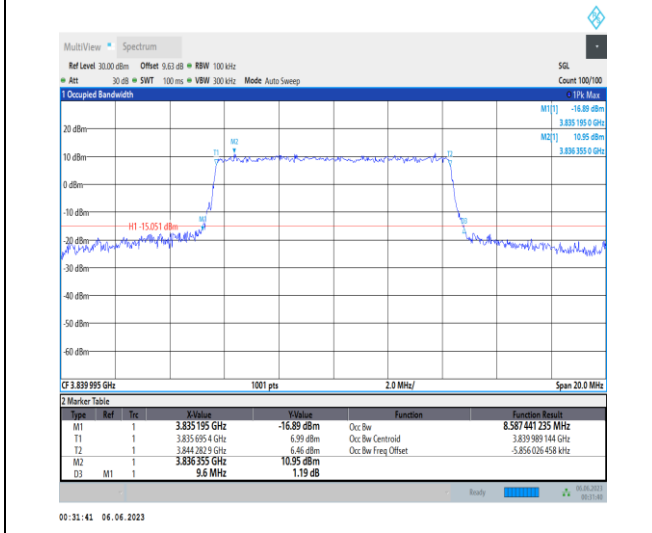 MultiView Spectrum
Ref Level 30.00 dBm Offset 9.63 dB RBW 100 kHz SGL
Att 30 dB SWT 100 ms VBW 300 kHz Mode Auto Sweep Count 100/100
1 Occupied Bandwidth 1Pk Max
M1[1] -16.89 dBm
3.835 195 0 GHz
M2[1] 10.95 dBm
3.836 355 0 GHz
20 dBm
M2
T1
T2
10 dBm
0 dBm
-10 dBm
H1 -15.051 dBm
-20 dBm
-30 dBm
-40 dBm
-50 dBm
-60 dBm
CF 3.839 995 GHz 1001 pts 2.0 MHz/ Span 20.0 MHz
2 Marker Table
Type Ref Trc X-Value Y-Value Function Function Result
M1 1 3.835 195 GHz -16.89 dBm Occ Bw 8.587 441 235 MHz
T1 1 3.835 695 4 GHz 6.99 dBm Occ Bw Centroid 3.839 989 144 GHz
T2 1 3.844 282 9 GHz 6.46 dBm Occ Bw Freq Offset -5.856 026 458 kHz
M2 1 3.836 355 GHz 10.95 dBm
D3 M1 1 9.6 MHz 1.19 dB
Ready 06.06.2023
00:31:40
00:31:41 06.06.2023